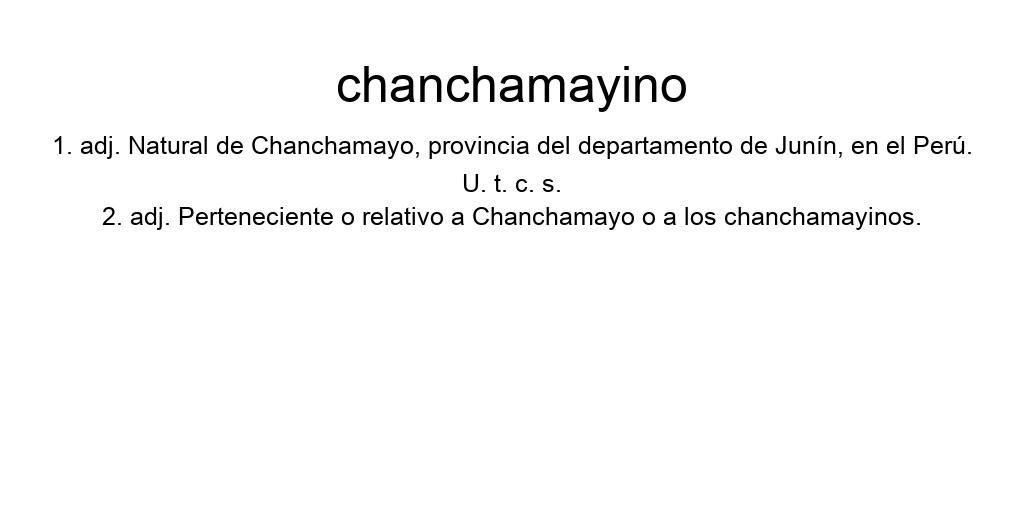 chanchamayino
1. adj. Natural de Chanchamayo, provincia del departamento de Junín, en el Perú.
U. t. c. s.
2. adj. Perteneciente o relativo a Chanchamayo o a los chanchamayinos.